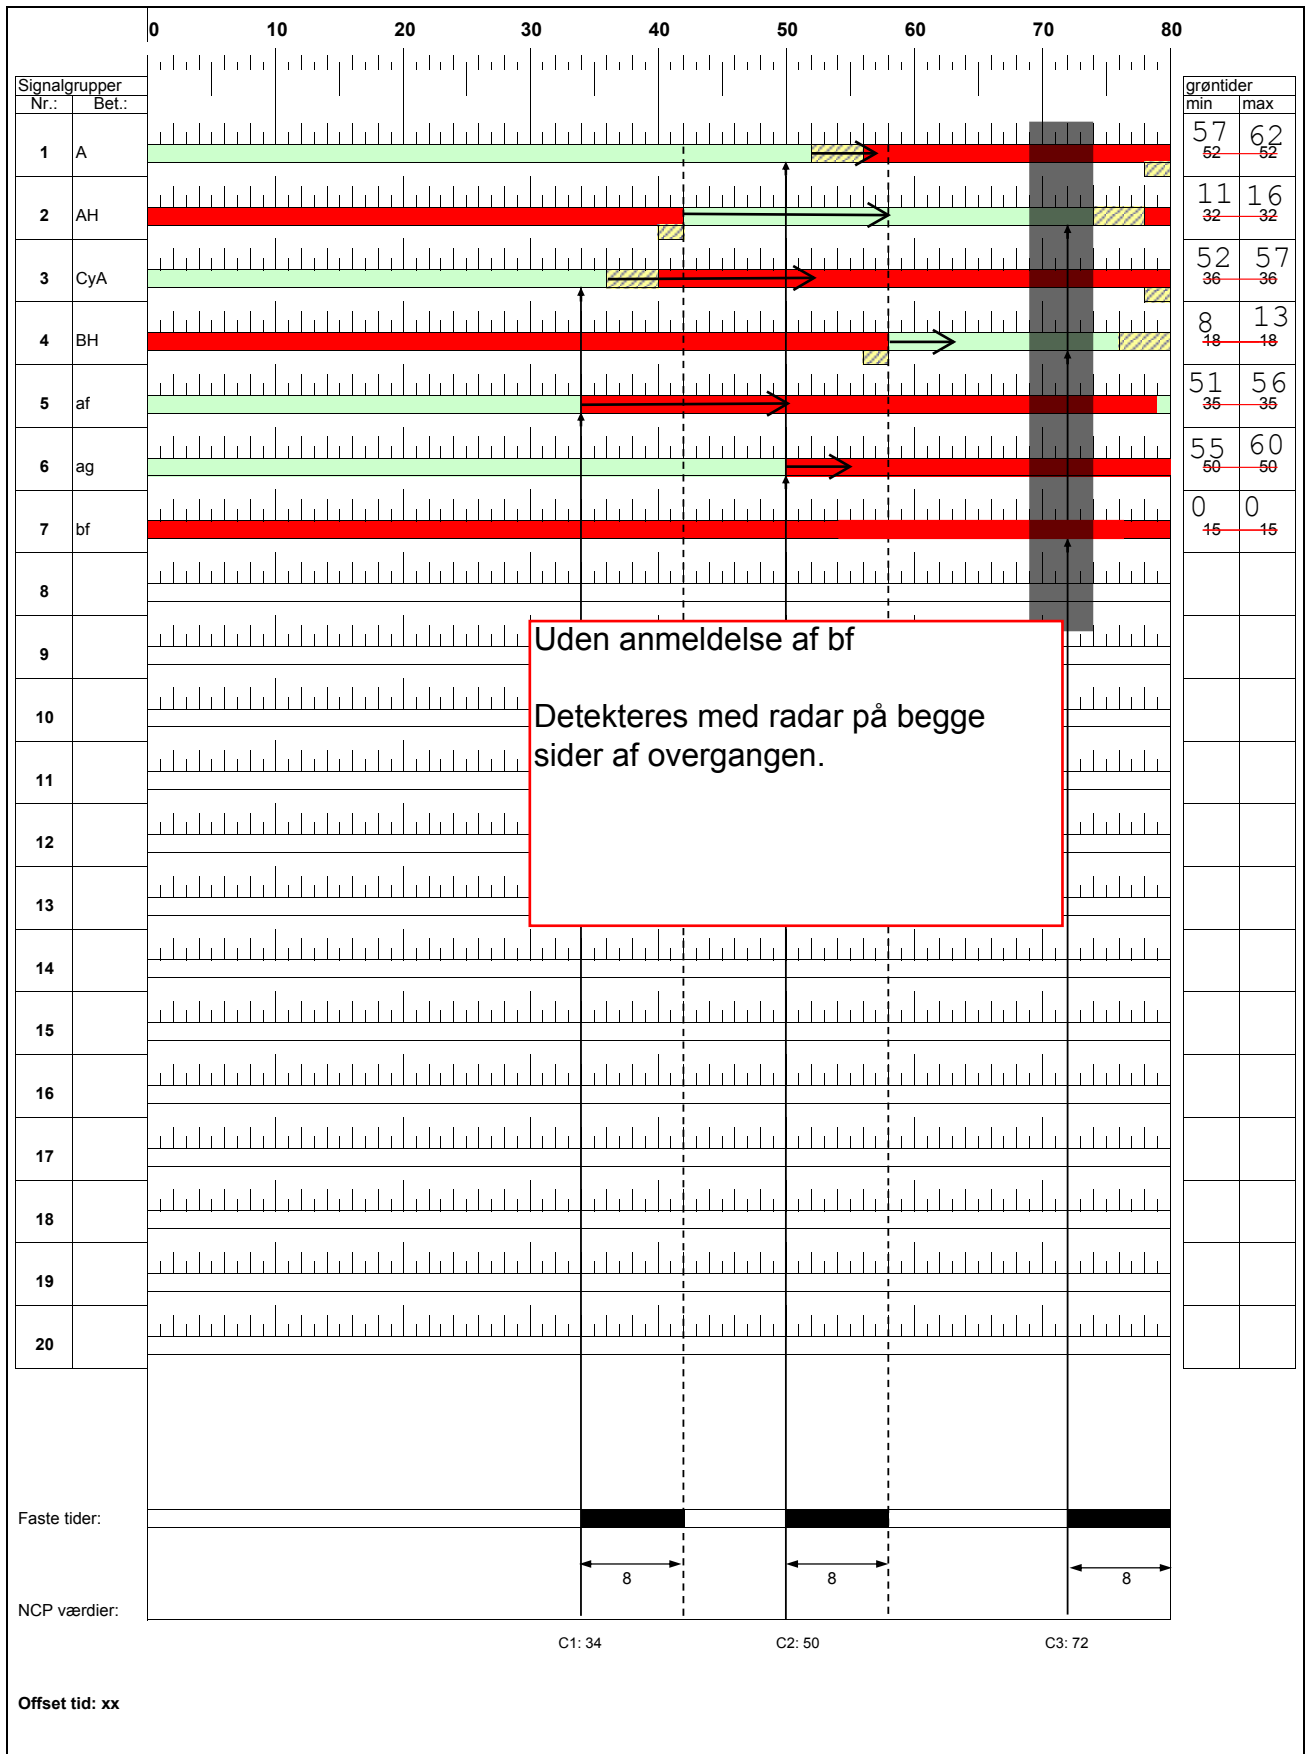 0 10 20 30 40 50 60 70 80
Signalgrupper grøntider
Nr.: Bet.: min max
57 62
1 A 52 52
11 16
2 AH 32 32
52 57
3 CyA 36 36
8 13
4 BH 18 18
51 56
5 af 35 35
55 60
6 ag 50 50
0 0
7 bf 15 15
8
Uden anmeldelse af bf
9
Detekteres med radar på begge
10
sider af overgangen.
11
12
13
14
15
16
17
18
19
20
Faste tider:
8 8 8
NCP værdier:
C1: 34 C2: 50 C3: 72
Offset tid: xx